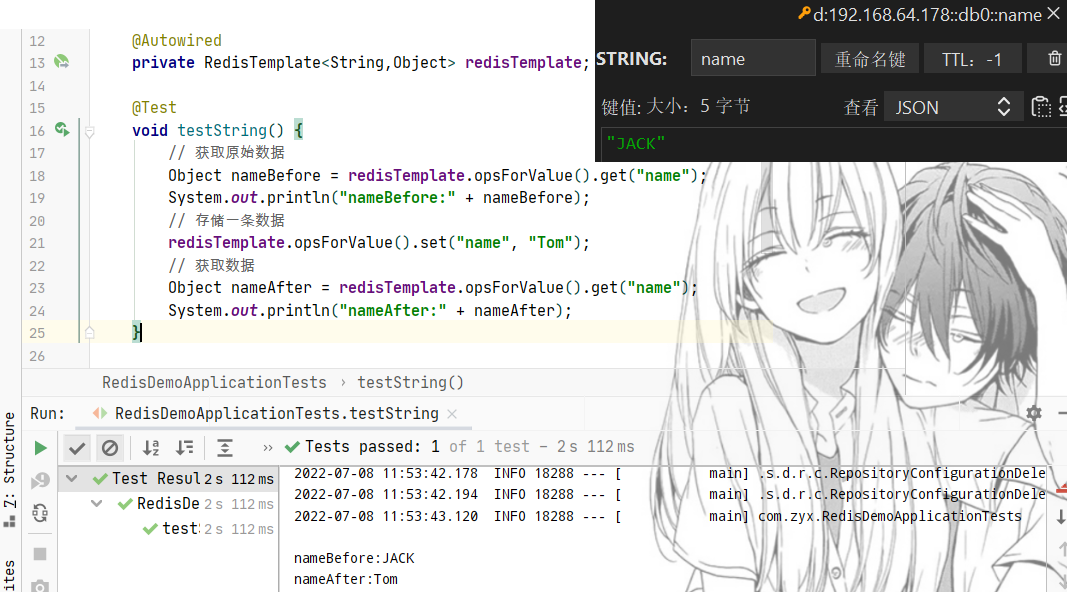 d:192.168.64.178::db0::name
STRING: name 重命名键 TTL: -1
键值: 大小: 5 字节 查看 JSON
"JACK"
12 @Autowired
13 private RedisTemplate<String,Object> redisTemplate;
14
15 @Test
16 void testString() {
17 // 获取原始数据
18 Object nameBefore = redisTemplate.opsForValue().get("name");
19 System.out.println("nameBefore:" + nameBefore);
20 // 存储一条数据
21 redisTemplate.opsForValue().set("name", "Tom");
22 // 获取数据
23 Object nameAfter = redisTemplate.opsForValue().get("name");
24 System.out.println("nameAfter:" + nameAfter);
25 }
26
RedisDemoApplicationTests › testString()
Run: RedisDemoApplicationTests.testString ×
» Tests passed: 1 of 1 test – 2 s 112 ms
Test Resul 2 s 112 ms
RedisDe 2 s 112 ms
test 2 s 112 ms
2022-07-08 11:53:42.178 INFO 18288 --- [ main] .s.d.r.c.RepositoryConfigurationDele
2022-07-08 11:53:42.194 INFO 18288 --- [ main] .s.d.r.c.RepositoryConfigurationDele
2022-07-08 11:53:43.120 INFO 18288 --- [ main] com.zyx.RedisDemoApplicationTests
nameBefore:JACK
nameAfter:Tom
Z: Structure
ites